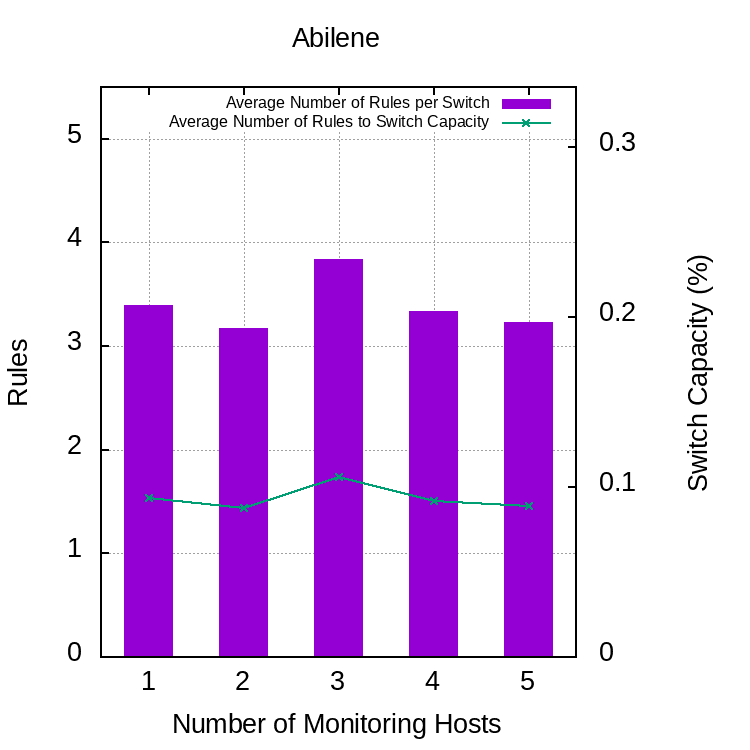 Abilene
Average Number of Rules per Switch
Average Number of Rules to Switch Capacity
5
4
3
2
1
0
Rules
0.3
0.2
0.1
0
Switch Capacity (%)
1 2 3 4 5
Number of Monitoring Hosts